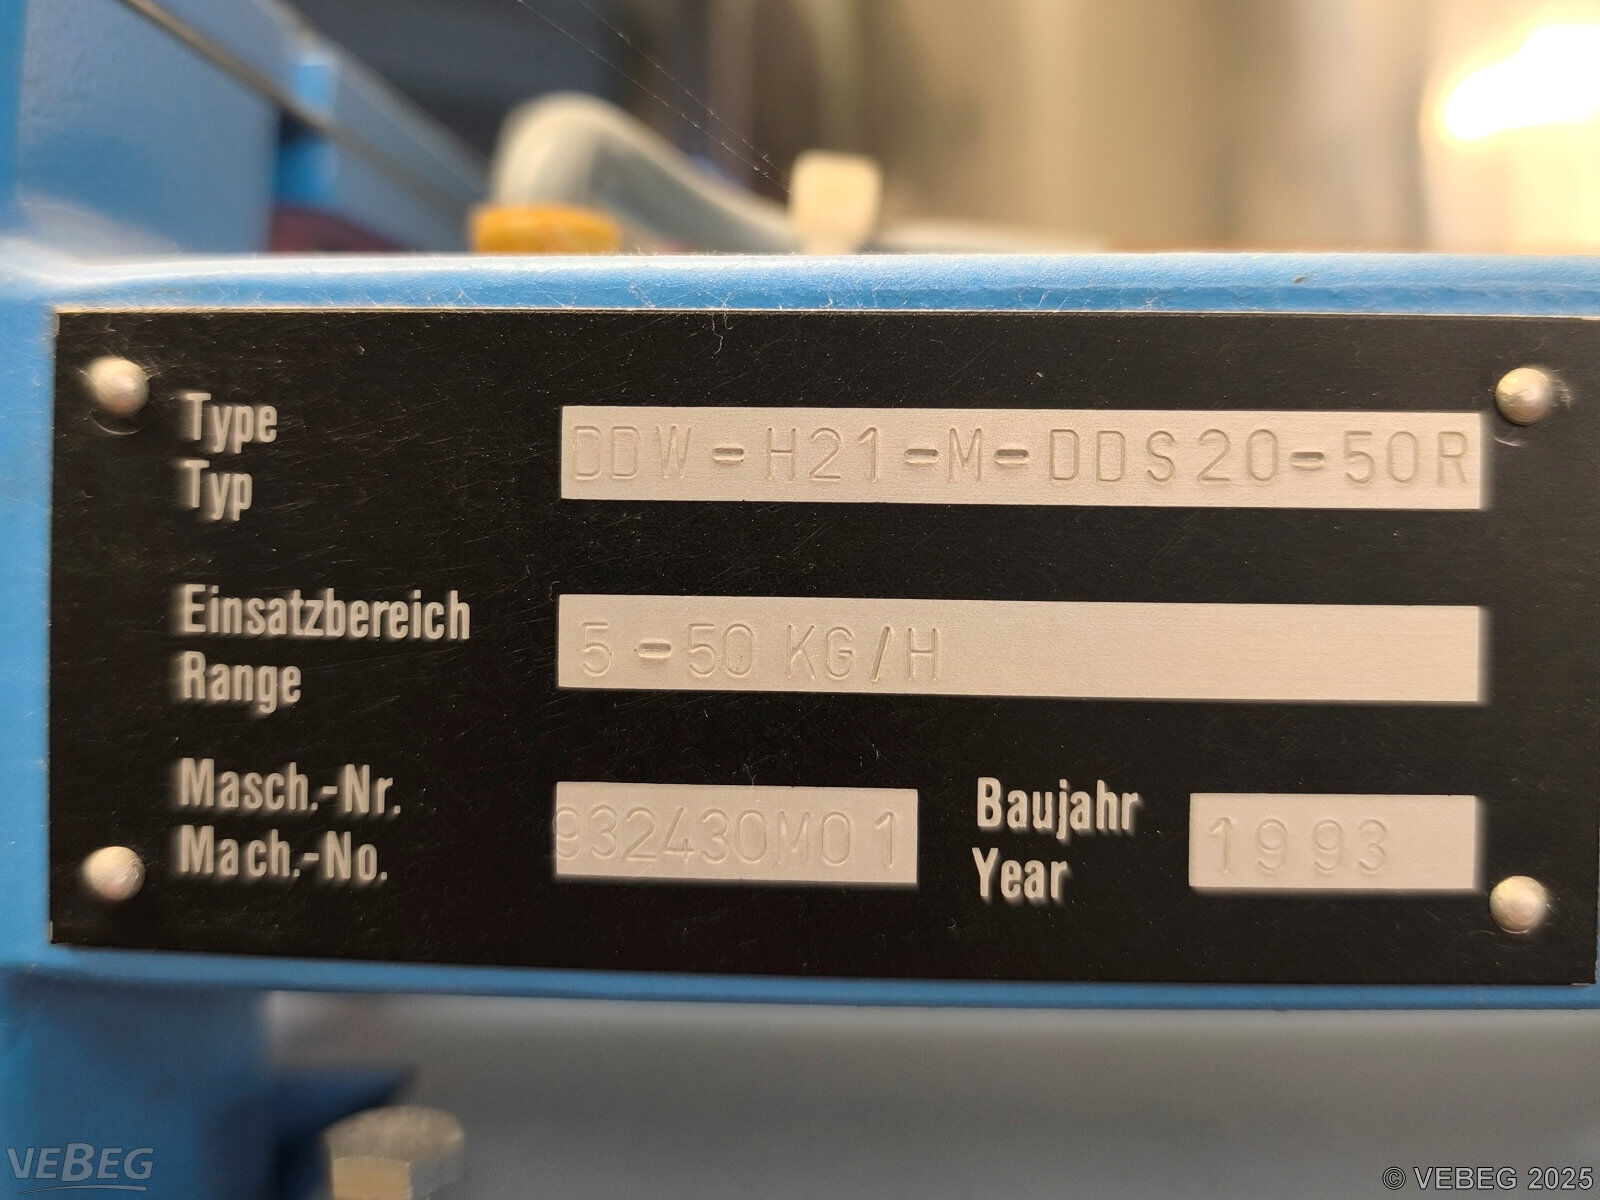 Type
Typ
DDW-H21-M-DDS20-50R
Einsatzbereich
Range
5-50 KG/H
Masch.-Nr.
Mach.-No.
932430M01
Baujahr
Year
1993
VEBEG
© VEBEG 2025